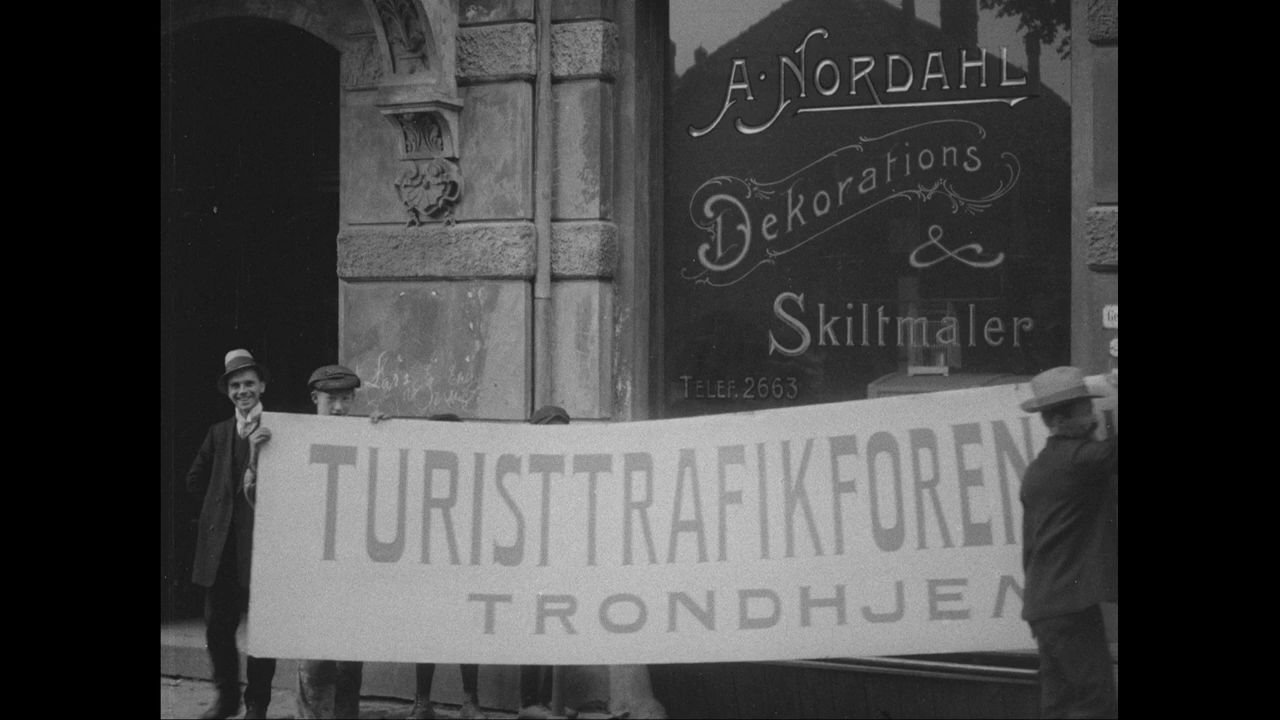 A. NORDAHL
Dekorations
&
Skiltmaler
TELEF. 2663
TURISTTRAFIKFOREN
TRONDHJEM